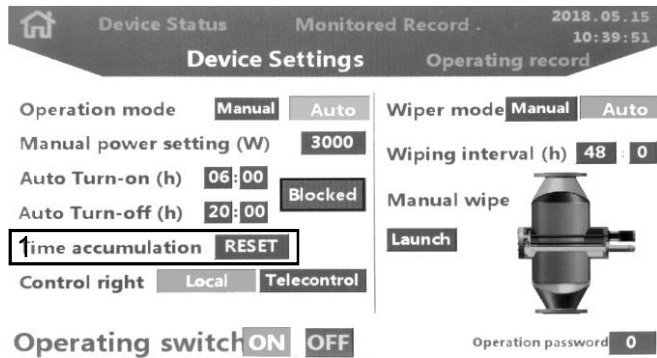 Device Status Monitored Record . 2018.05.15
10:39:51
Device Settings Operating record
Operation mode Manual Auto
Manual power setting (W) 3000
Auto Turn-on (h) 06:00
Auto Turn-off (h) 20:00
Blocked
1 Time accumulation RESET
Control right Local Telecontrol
Operating switch ON OFF
Wiper mode Manual Auto
Wiping interval (h) 48 : 0
Manual wipe
Launch
Operation password 0